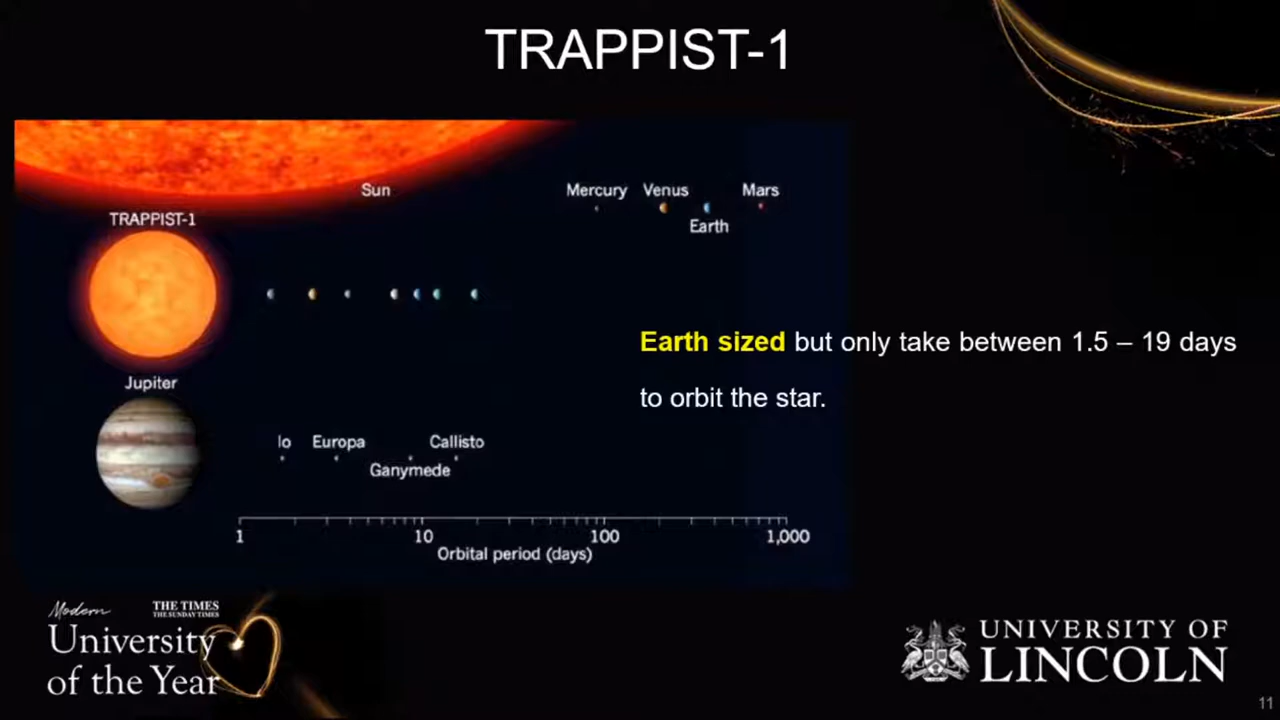 TRAPPIST-1
Sun
Mercury Venus Mars
Earth
TRAPPIST-1
Earth sized but only take between 1.5 – 19 days
to orbit the star.
Jupiter
Io Europa Callisto
Ganymede
1 10 100 1,000
Orbital period (days)
Modern THE TIMES
THE SUNDAY TIMES
University
of the Year
UNIVERSITY OF
LINCOLN
11